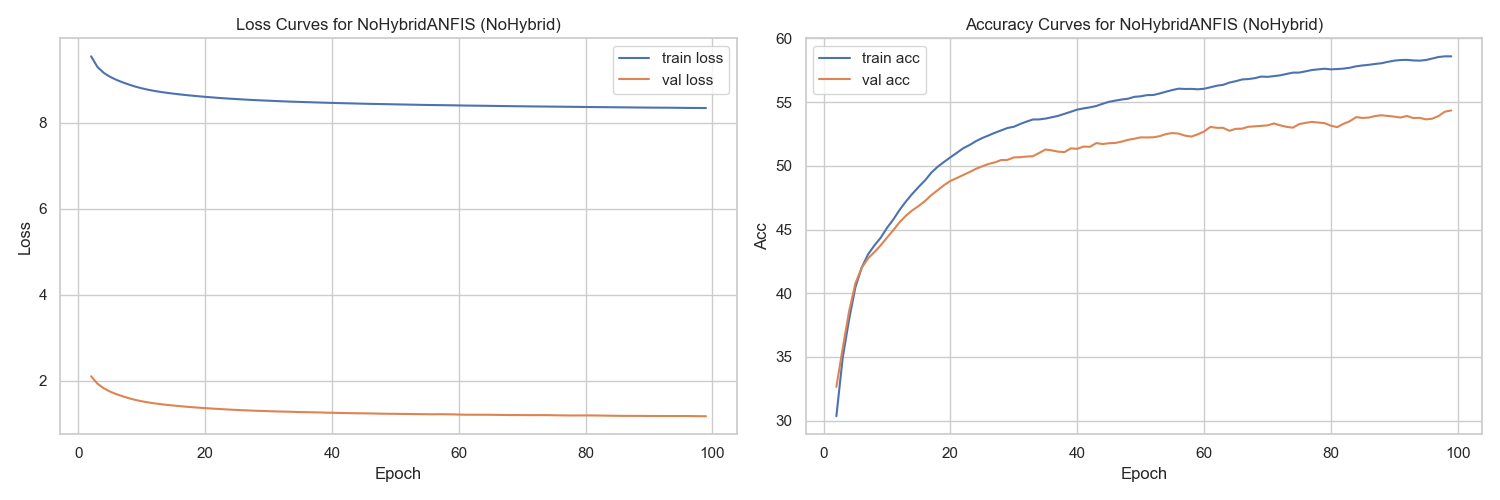 Loss Curves for NoHybridANFIS (NoHybrid)
train loss
val loss
8
6
4
2
0 20 40 60 80 100
Loss
Epoch
Accuracy Curves for NoHybridANFIS (NoHybrid)
train acc
val acc
60
55
50
45
40
35
30
0 20 40 60 80 100
Acc
Epoch